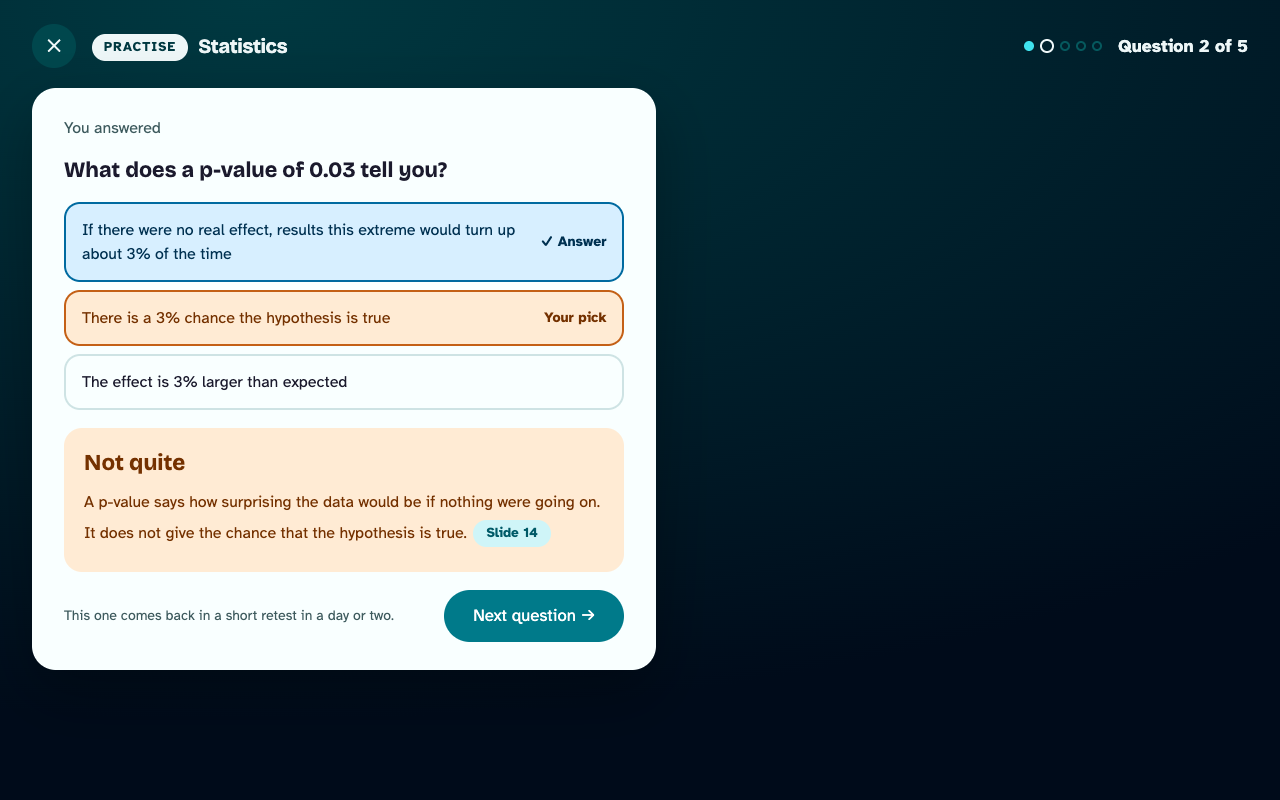 PRACTISE
Statistics
Question 2 of 5
You answered
What does a p-value of 0.03 tell you?
If there were no real effect, results this extreme would turn up
about 3% of the time
✓ Answer
There is a 3% chance the hypothesis is true
Your pick
The effect is 3% larger than expected
Not quite
A p-value says how surprising the data would be if nothing were going on.
It does not give the chance that the hypothesis is true. Slide 14
This one comes back in a short retest in a day or two.
Next question →